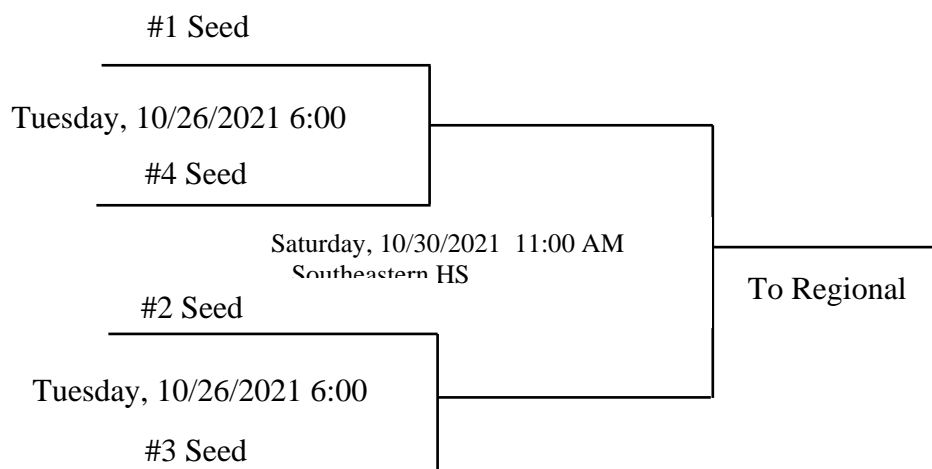 #1 Seed
Tuesday, 10/26/2021 6:00
#4 Seed
Saturday, 10/30/2021 11:00 AM
Southeastern HS
To Regional
#2 Seed
Tuesday, 10/26/2021 6:00
#3 Seed